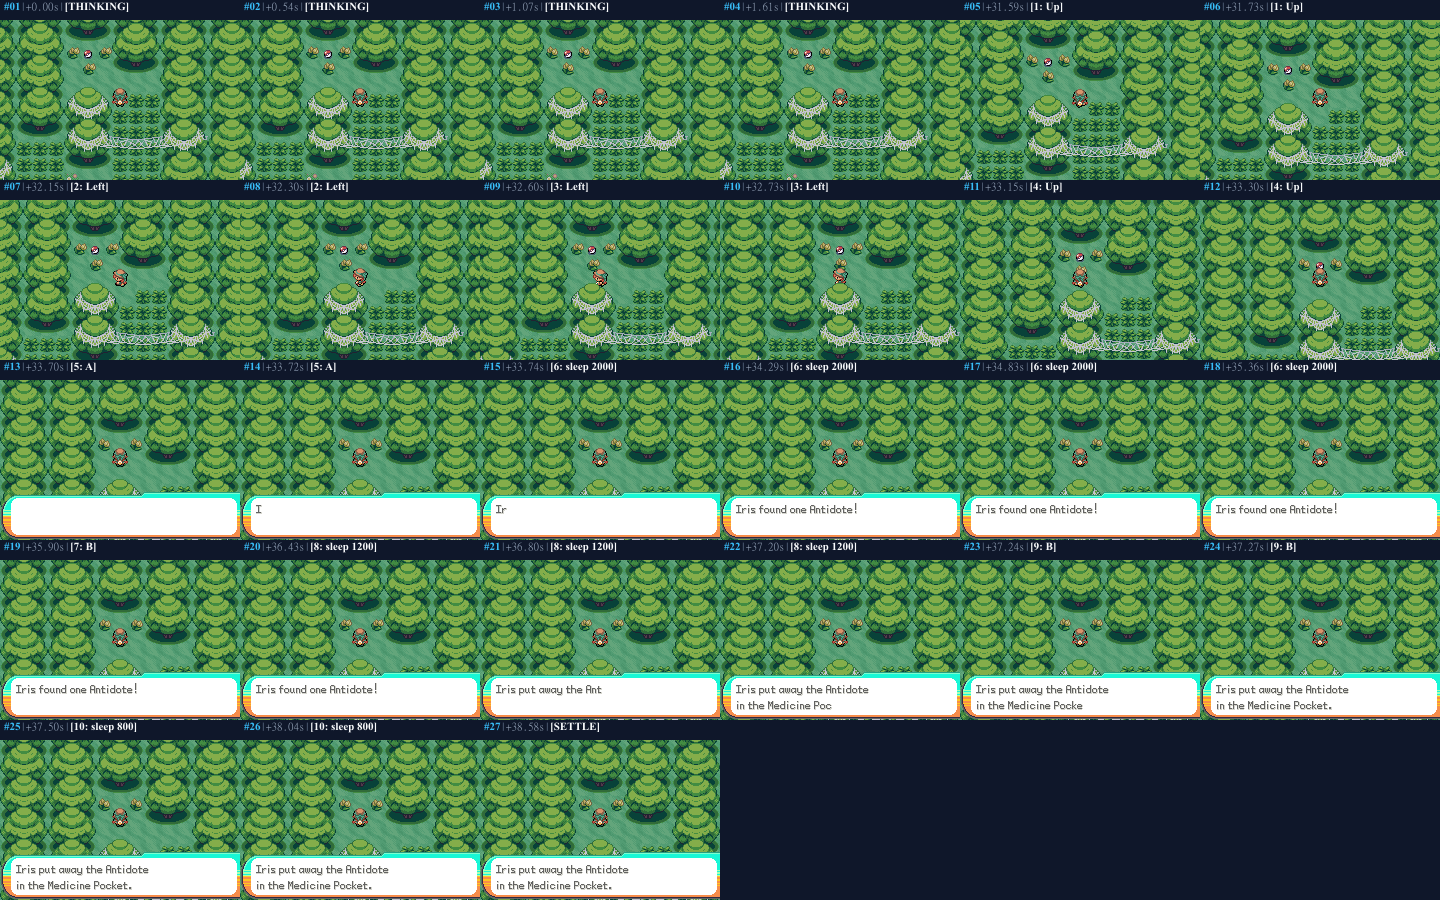 #01 | +0.00s | [THINKING]
#02 | +0.54s | [THINKING]
#03 | +1.07s | [THINKING]
#04 | +1.61s | [THINKING]
#05 | +31.59s | [1: Up]
#06 | +31.73s | [1: Up]
#07 | +32.15s | [2: Left]
#08 | +32.30s | [2: Left]
#09 | +32.60s | [3: Left]
#10 | +32.73s | [3: Left]
#11 | +33.15s | [4: Up]
#12 | +33.30s | [4: Up]
#13 | +33.70s | [5: A]
#14 | +33.72s | [5: A]
I
#15 | +33.74s | [6: sleep 2000]
Ir
#16 | +34.29s | [6: sleep 2000]
Iris found one Antidote!
#17 | +34.83s | [6: sleep 2000]
Iris found one Antidote!
#18 | +35.36s | [6: sleep 2000]
Iris found one Antidote!
#19 | +35.90s | [7: B]
Iris found one Antidote!
#20 | +36.43s | [8: sleep 1200]
Iris found one Antidote!
#21 | +36.80s | [8: sleep 1200]
Iris put away the Ant
#22 | +37.20s | [8: sleep 1200]
Iris put away the Antidote
in the Medicine Poc
#23 | +37.24s | [9: B]
Iris put away the Antidote
in the Medicine Pocke
#24 | +37.27s | [9: B]
Iris put away the Antidote
in the Medicine Pocket.
#25 | +37.50s | [10: sleep 800]
Iris put away the Antidote
in the Medicine Pocket.
#26 | +38.04s | [10: sleep 800]
Iris put away the Antidote
in the Medicine Pocket.
#27 | +38.58s | [SETTLE]
Iris put away the Antidote
in the Medicine Pocket.